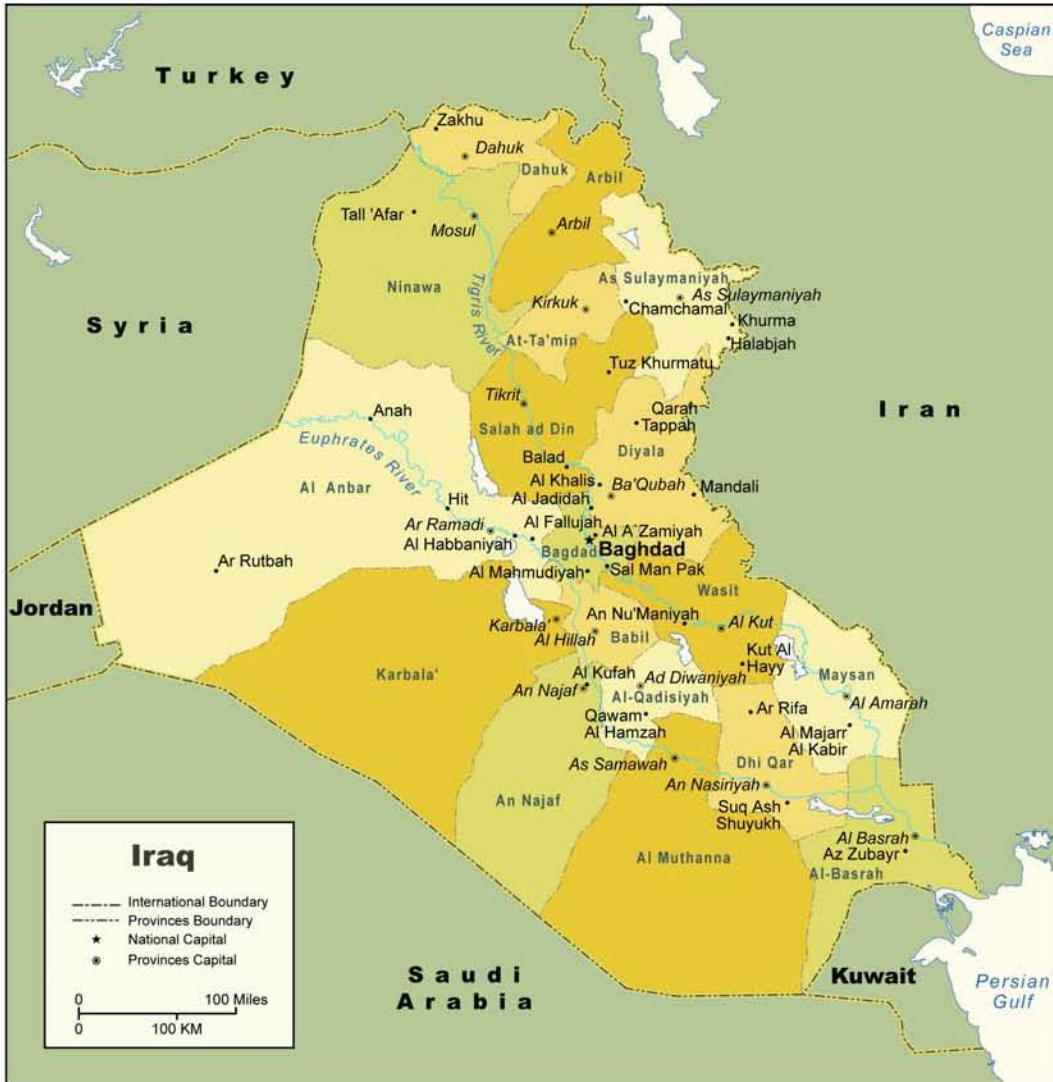 Caspian
Sea
Turkey
Zakhu
Dahuk
Dahuk
Arbil
Tall 'Afar
Mosul
Arbil
As Sulaymaniyah
Ninawa
Tigris River
Kirkuk
As Sulaymaniyah
Chamchamal
Syria
Khurma
At-Ta'min
Halabjah
Tuz Khurmatu
Tikrit
Iran
Anah
Qarah
Tappah
Euphrates River
Salah ad Din
Diyala
Balad
Al Khalis
Ba'Qubah
Mandali
Al Anbar
Hit
Al Jadidah
Ar Ramadi
Al Fallujah
Al A'Zamiyah
Al Habbaniyah
Bagdad
Baghdad
Ar Rutbah
Al Mahmudiyah
Sal Man Pak
Wasit
Jordan
Karbala'
An Nu'Maniyah
Al Kut
Al Hillah
Babil
Kut Al
Hayy
Karbala'
Al Kufah
Ad Diwaniyah
Maysan
An Najaf
Al-Qadisiyah
Al Amarah
Qawam
Al Hamzah
Ar Rifa
Al Majarr
Al Kabir
As Samawah
Dhi Qar
An Nasiriyah
An Najaf
Suq Ash
Shuyukh
Al Basrah
Az Zubayr
Al Muthanna
Al-Basrah
Iraq
International Boundary
Provinces Boundary
National Capital
Provinces Capital
0 100 Miles
0 100 KM
Saudi
Arabia
Kuwait
Persian
Gulf